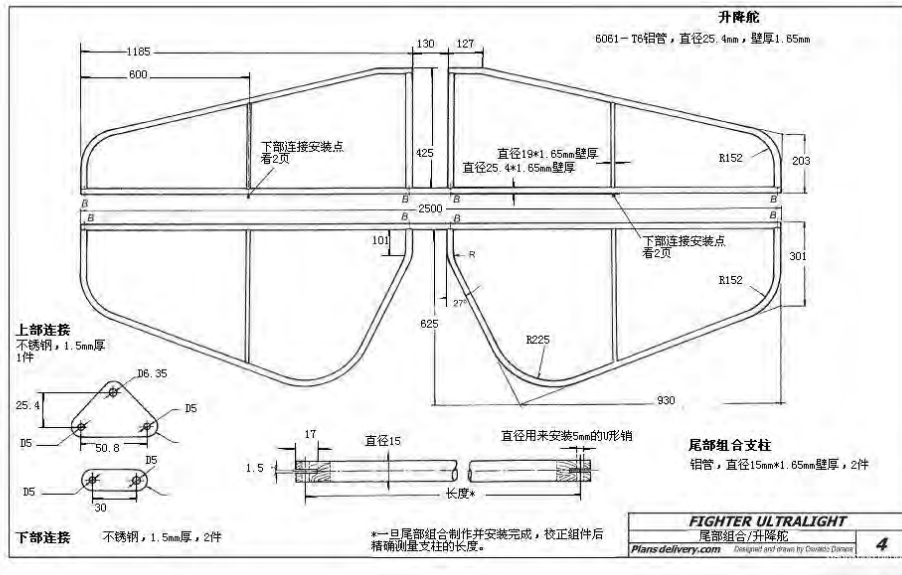 升降舵
6061-T6铝管，直径25.4mm，壁厚1.65mm
1185
130
127
600
下部连接安装点
看2页
425
直径19*1.65mm壁厚
直径25.4*1.65mm壁厚
R152
203
B
B
B
B
2500
B
B
B
B
101
R
下部连接安装点
看2页
301
27°
R152
625
R225
930
上部连接
不锈钢，1.5mm厚
1件
D6.35
25.4
D5
D5
50.8
D5
D5
30
下部连接
不锈钢，1.5mm厚，2件
17
直径15
直径用来安装5mm的U形销
1.5
长度*
尾部组合支柱
铝管，直径15mm*1.65mm壁厚，2件
*一旦尾部组合制作并安装完成，校正组件后
精确测量支柱的长度。
FIGHTER ULTRALIGHT
尾部组合/升降舵
Plansdelivery.com
Designed and drawn by
4